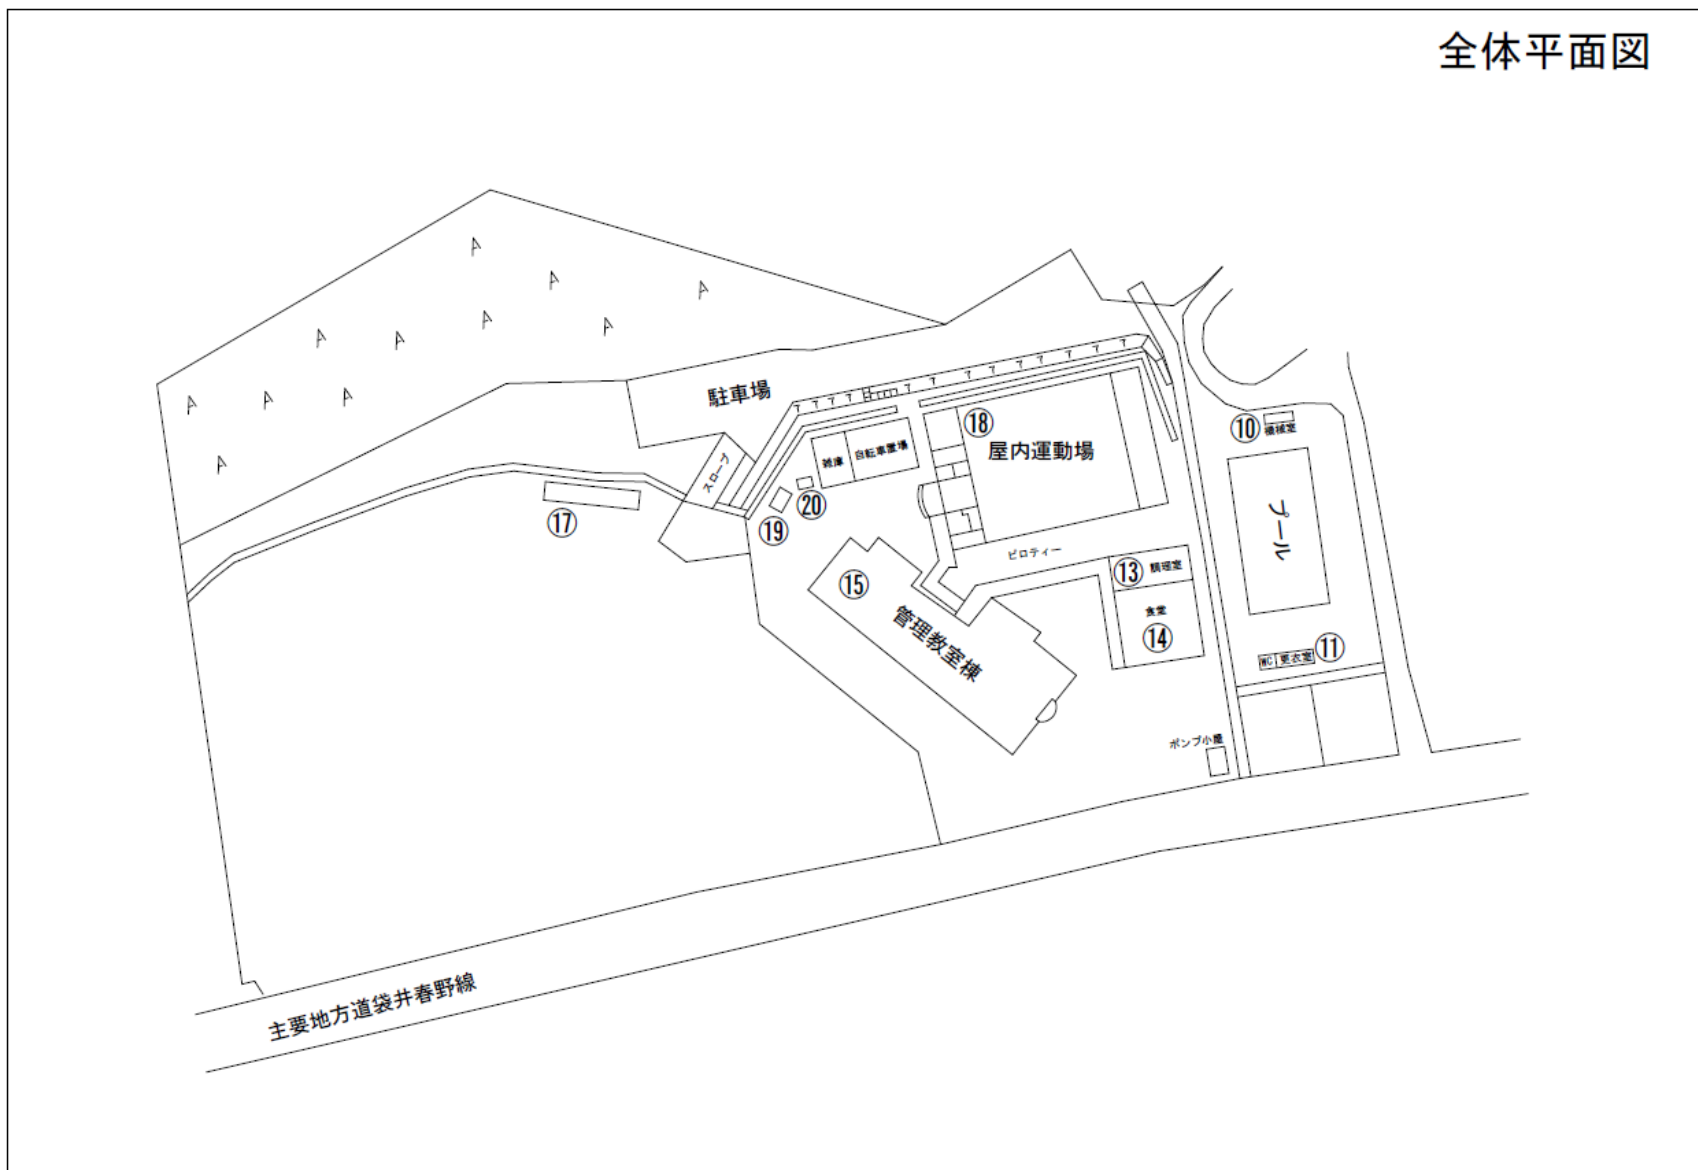 全体平面図
駐車場
スロープ
雑庫
自転車置場
⑱
屋内運動場
⑩
機械室
プール
⑰
⑲
⑳
ピロティー
⑬
調理室
食堂
⑭
⑮
管理教室棟
WC
更衣室
⑪
ポンプ小屋
主要地方道袋井春野線